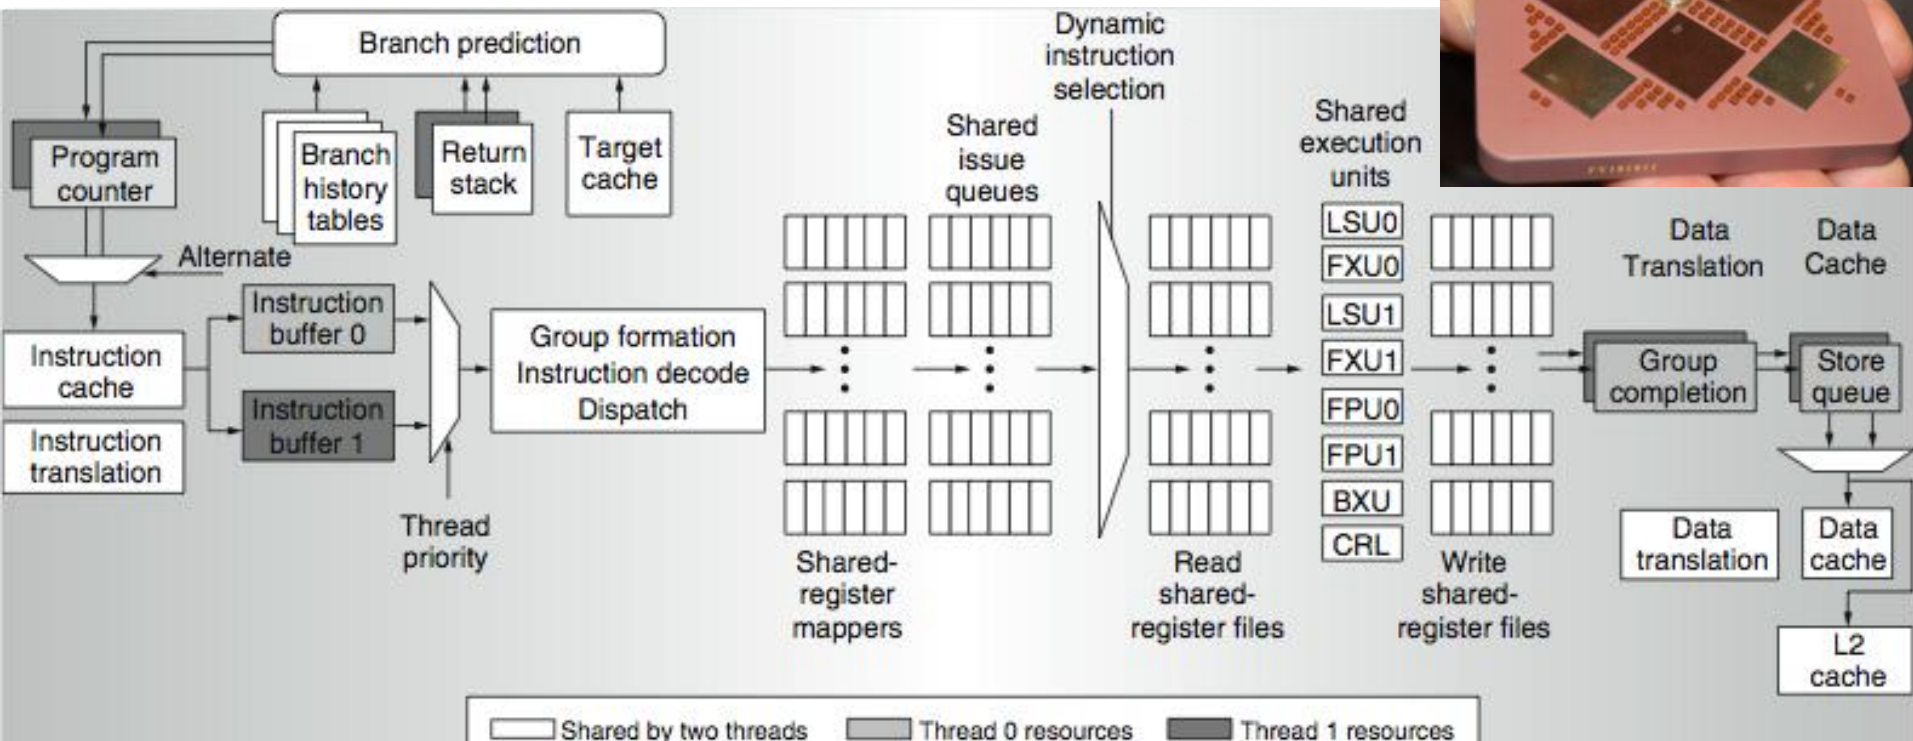 Branch prediction
Program
counter
Branch
history
tables
Return
stack
Target
cache
Alternate
Instruction
cache
Instruction
translation
Instruction
buffer 0
Instruction
buffer 1
Thread
priority
Group formation
Instruction decode
Dispatch
Shared-
register
mappers
Shared
issue
queues
Dynamic
instruction
selection
Read
shared-
register files
Shared
execution
units
LSU0
FXU0
LSU1
FXU1
FPU0
FPU1
BXU
CRL
Write
shared-
register files
Data
Translation
Data
Cache
Group
completion
Store
queue
Data
translation
Data
cache
L2
cache
Shared by two threads
Thread 0 resources
Thread 1 resources